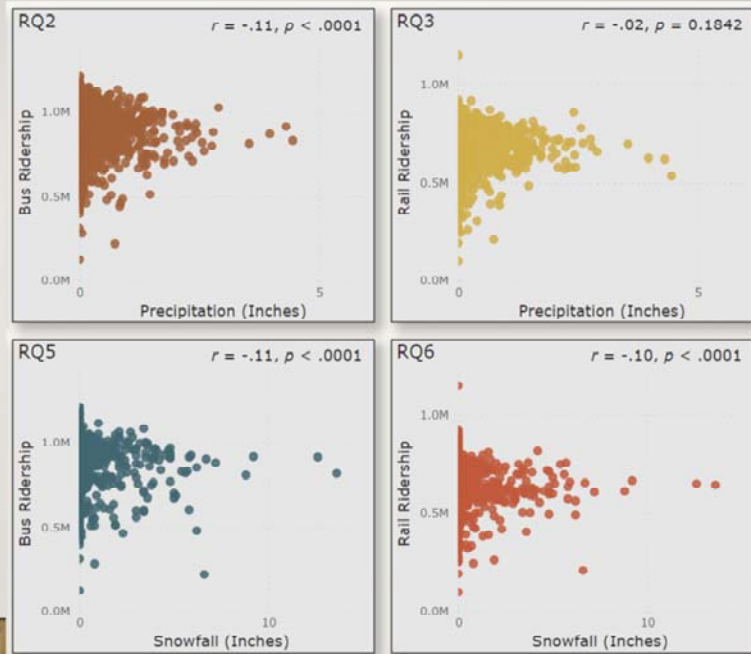 RQ2
r = -.11, p < .0001
Bus Ridership
1.0M
0.5M
0.0M
0
5
Precipitation (Inches)
RQ3
r = -.02, p = 0.1842
Rail Ridership
1.0M
0.5M
0.0M
0
5
Precipitation (Inches)
RQ5
r = -.11, p < .0001
Bus Ridership
1.0M
0.5M
0.0M
0
10
Snowfall (Inches)
RQ6
r = -.10, p < .0001
Rail Ridership
1.0M
0.5M
0.0M
0
10
Snowfall (Inches)